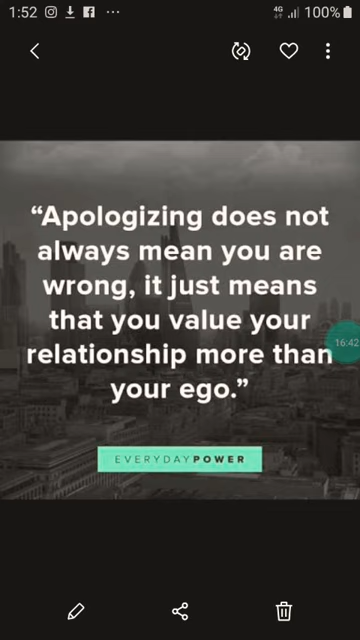 1:52 ... 4G 100%
“Apologizing does not
always mean you are
wrong, it just means
that you value your
relationship more than
your ego.”
16:42
EVERYDAYPOWER